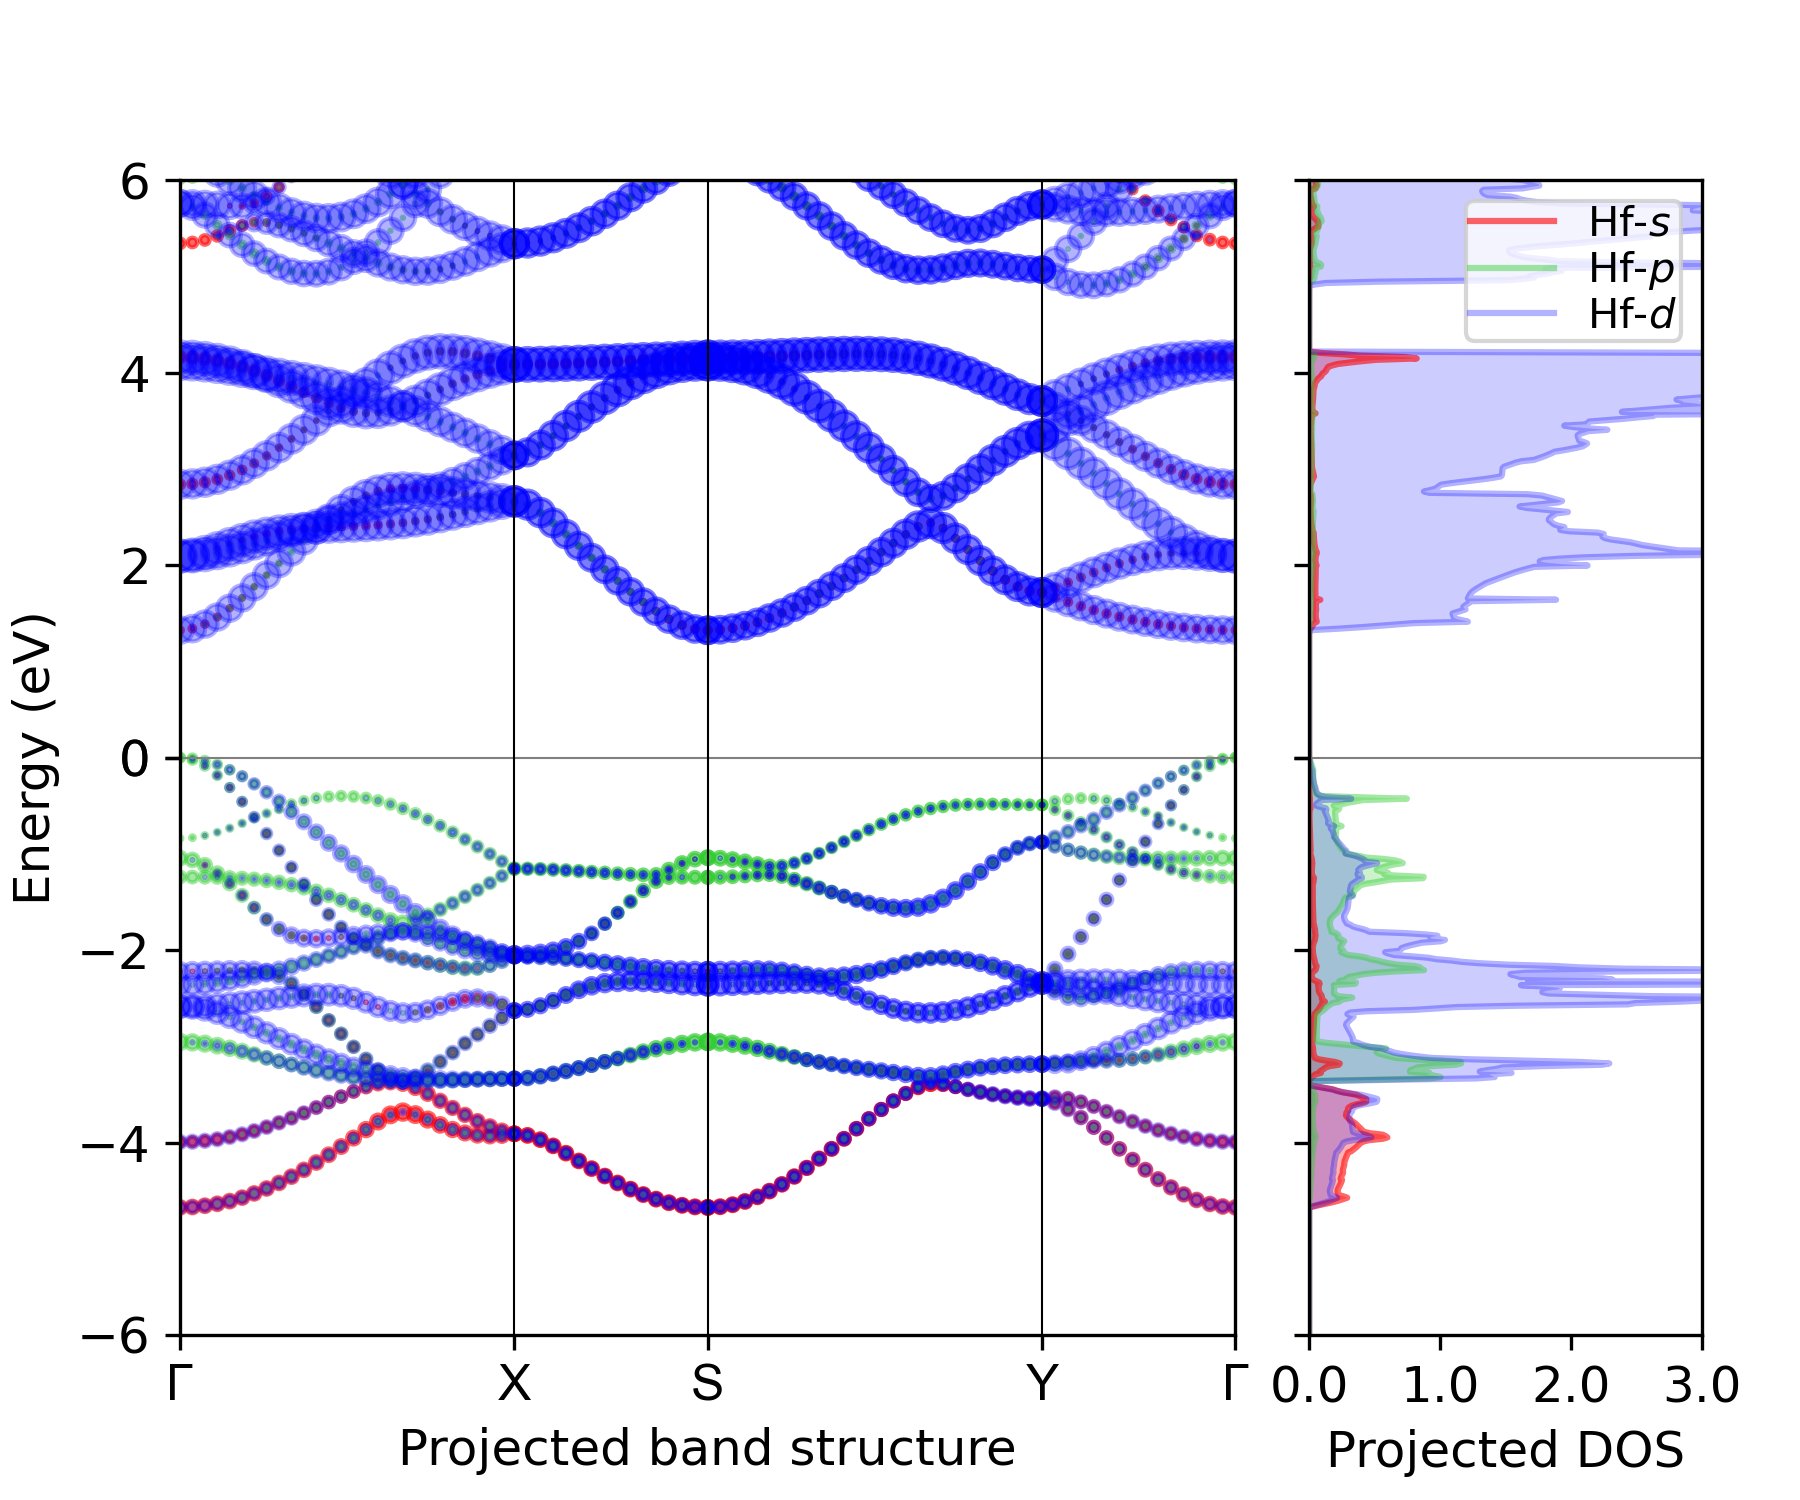 6
4
2
0
−2
−4
−6
Energy (eV)
Γ X S Y Γ
Projected band structure
Hf-s
Hf-p
Hf-d
0.0 1.0 2.0 3.0
Projected DOS